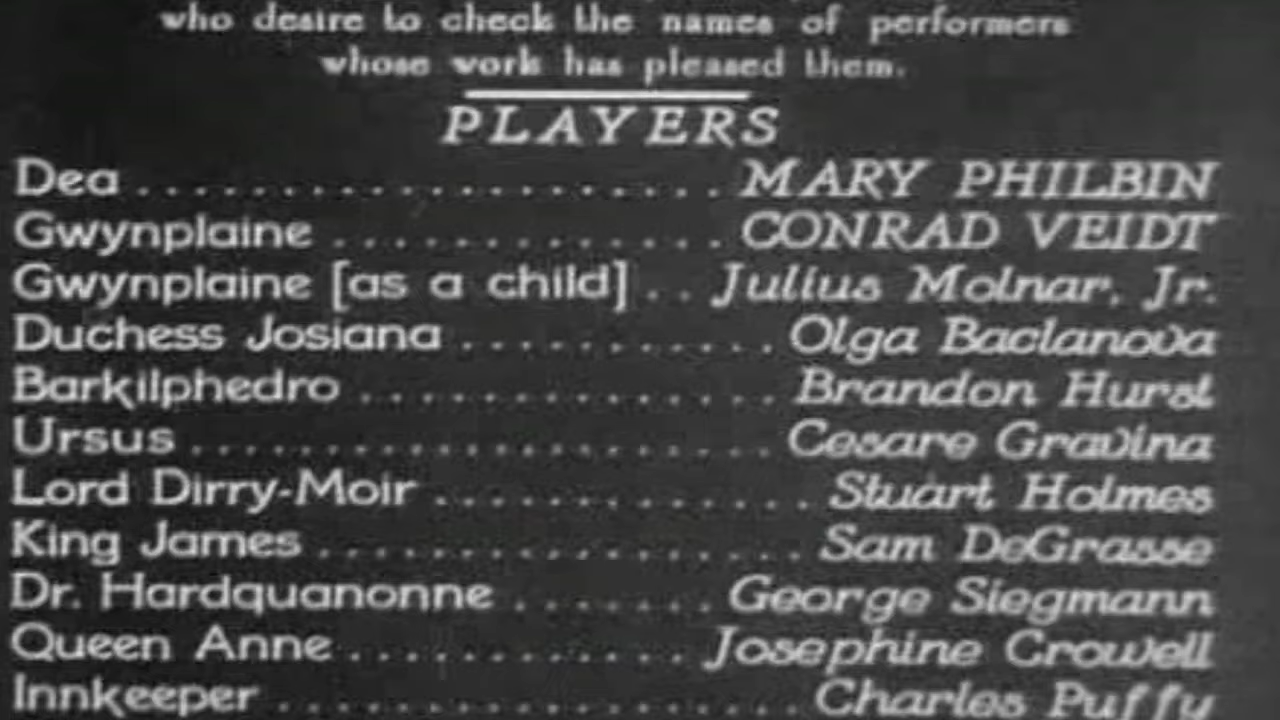 who desire to check the names of performers
whose work has pleased them.
PLAYERS
Dea ..................... MARY PHILBIN
Gwynplaine .............. CONRAD VEIDT
Gwynplaine [as a child] .. Julius Molnar, Jr.
Duchess Josiana ............ Olga Baclanova
Barkilphedro ............... Brandon Hurst
Ursus ...................... Cesare Gravina
Lord Dirry-Moir ............. Stuart Holmes
King James ................. Sam DeGrasse
Dr. Hardquanonne ....... George Siegmann
Queen Anne ............ Josephine Crowell
Innkeeper .................. Charles Puffy